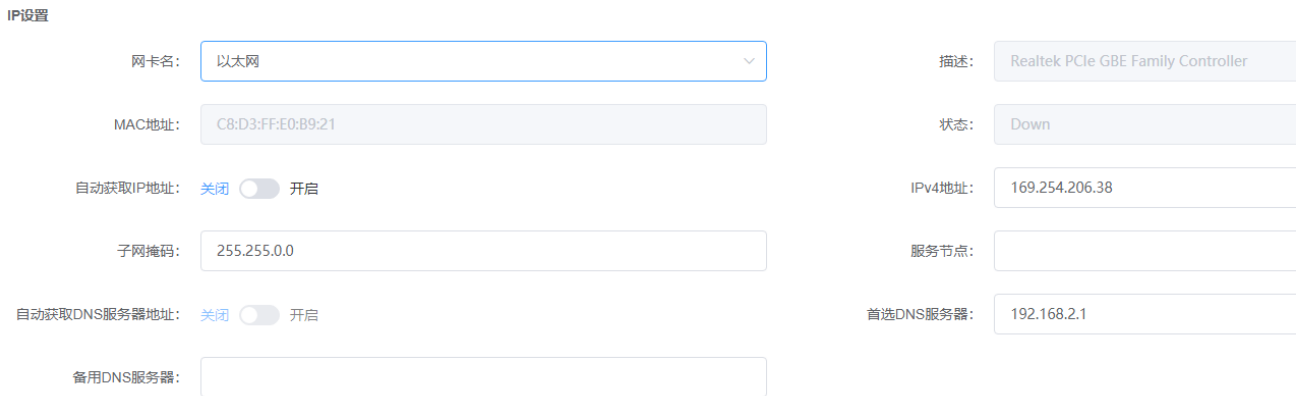 IP设置
网卡名： 以太网 描述： Realtek PCIe GBE Family Controller
MAC地址： C8:D3:FF:E0:B9:21 状态： Down
自动获取IP地址： 关闭 开启 IPv4地址： 169.254.206.38
子网掩码： 255.255.0.0 服务节点：
自动获取DNS服务器地址： 关闭 开启 首选DNS服务器： 192.168.2.1
备用DNS服务器：